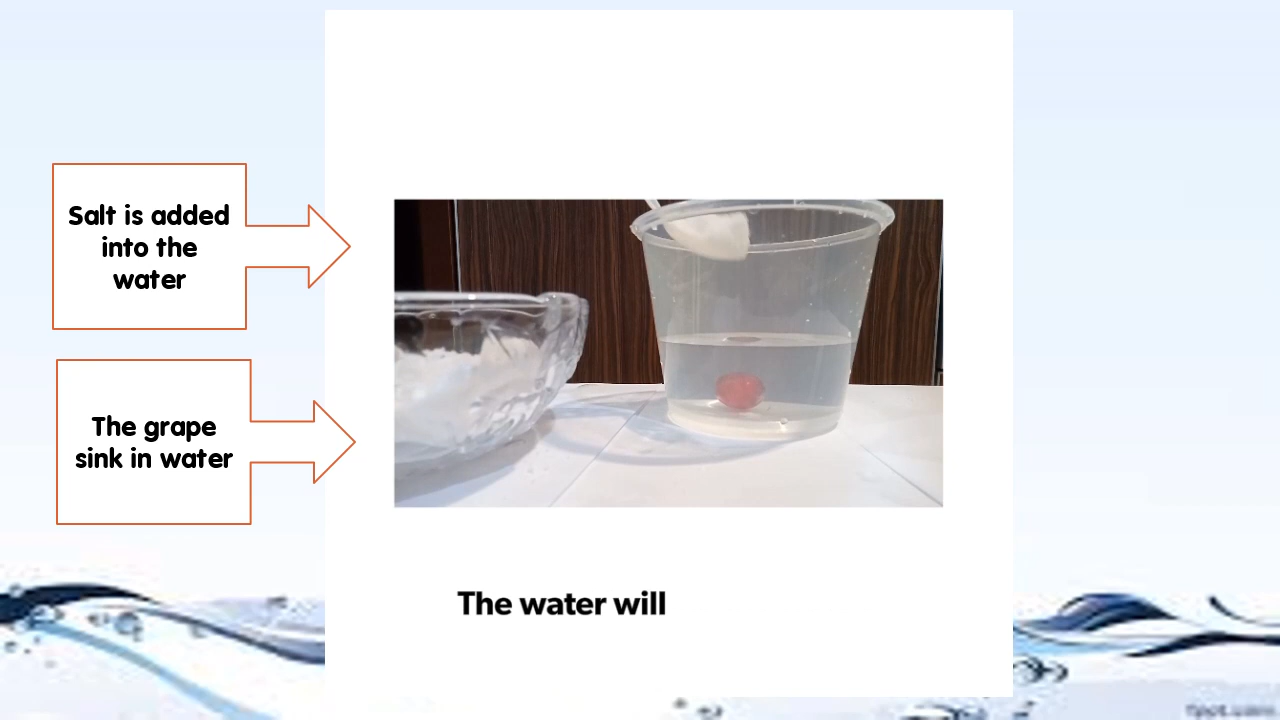 Salt is added
into the
water
The grape
sink in water
The water will